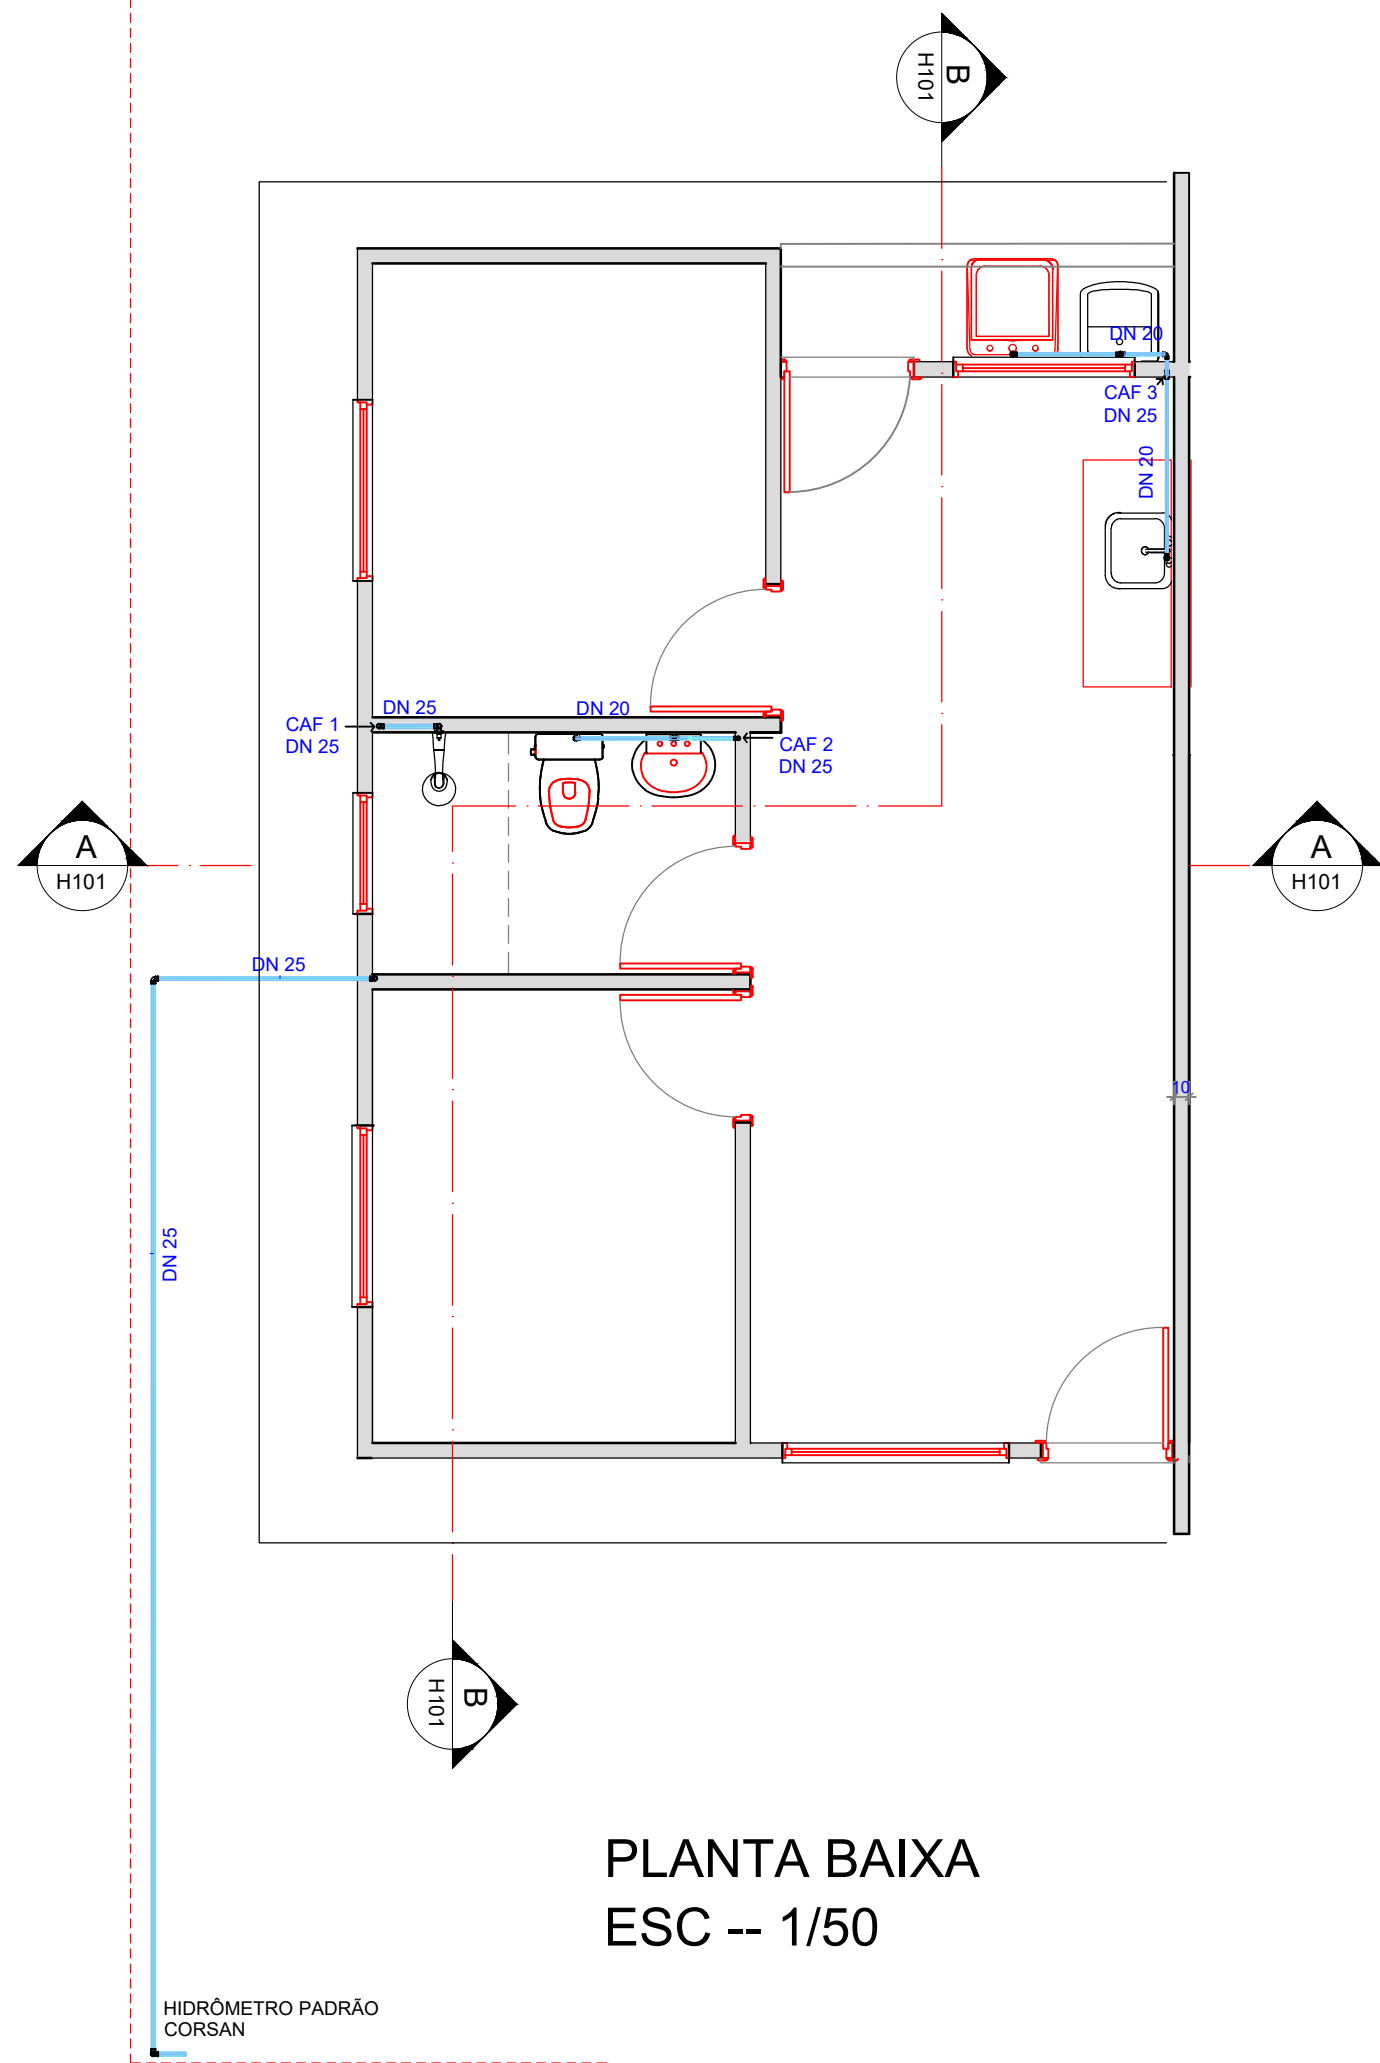 B
H101
DN 20
CAF 3
DN 25
DN 20
DN 25
DN 20
CAF 1
DN 25
CAF 2
DN 25
A
H101
A
H101
DN 25
10
DN 25
B
H101
PLANTA BAIXA
ESC -- 1/50
HIDRÔMETRO PADRÃO
CORSAN